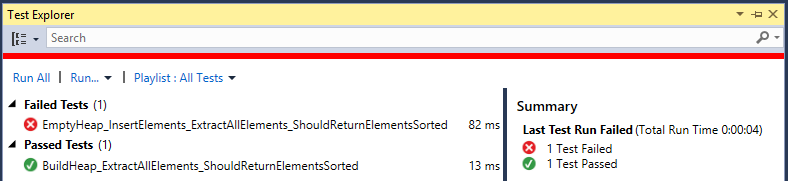 Test Explorer
Search
Run All | Run... Playlist : All Tests
Failed Tests (1)
EmptyHeap_InsertElements_ExtractAllElements_ShouldReturnElementsSorted 82 ms
Passed Tests (1)
BuildHeap_ExtractAllElements_ShouldReturnElementsSorted 13 ms
Summary
Last Test Run Failed (Total Run Time 0:00:04)
1 Test Failed
1 Test Passed